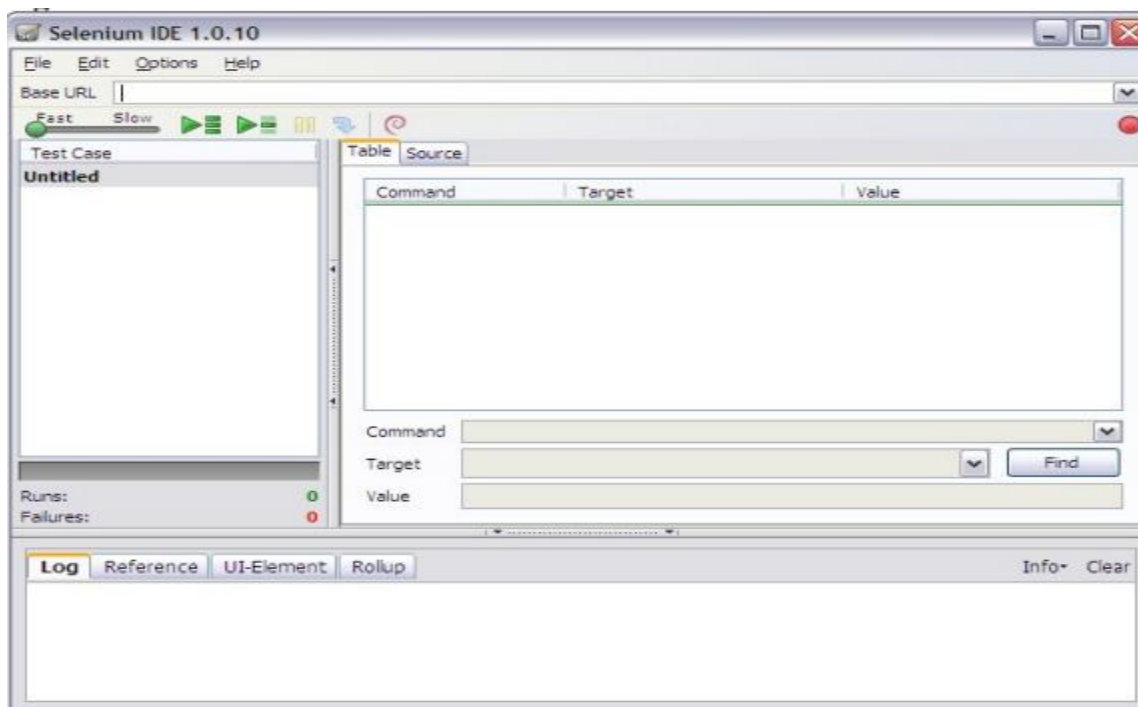 Selenium IDE 1.0.10
File Edit Options Help
Base URL
Fast Slow
Test Case
Untitled
Runs: 0
Failures: 0
Table Source
Command Target Value
Command
Target Find
Value
Log Reference UI-Element Rollup Info Clear